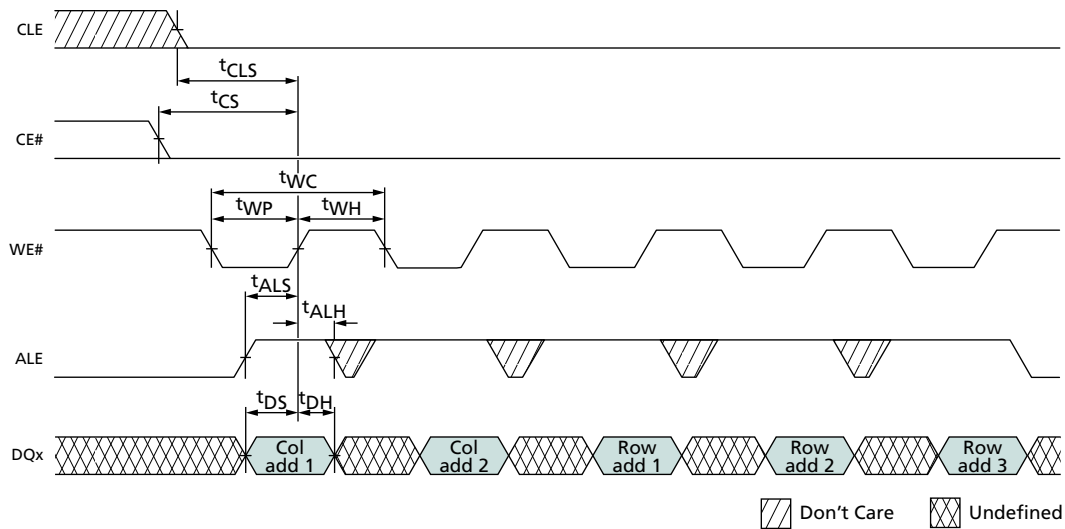 CLE
tCLS
tCS
CE#
tWC
tWP
tWH
WE#
tALS
tALH
ALE
tDS
tDH
DQx
Col
add 1
Col
add 2
Row
add 1
Row
add 2
Row
add 3
Don't Care
Undefined